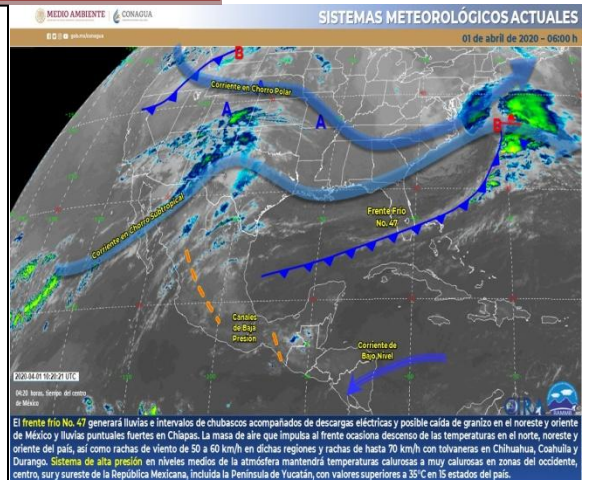 MEDIO AMBIENTE
CONAGUA
SISTEMAS METEOROLÓGICOS ACTUALES
gob.mx/conagua
01 de abril de 2020 – 06:00 h
B
Corriente en Chorro Polar
A
A
B
Corriente en Chorro Subtropical
Frente Frío
No. 47
Canales
de Baja
Presión
Corriente de
Bajo Nivel
2020-04-01 10:20:21 UTC
04:20 horas, tiempo del centro
de México
El frente frío No. 47 generará lluvias e intervalos de chubascos acompañados de descargas eléctricas y posible caída de granizo en el noreste y oriente
de México y lluvias puntuales fuertes en Chiapas. La masa de aire que impulsa al frente ocasiona descenso de las temperaturas en el norte, noreste y
oriente del país, así como rachas de viento de 50 a 60 km/h en dichas regiones y rachas de hasta 70 km/h con tolvaneras en Chihuahua, Coahuila y
Durango. Sistema de alta presión en niveles medios de la atmósfera mantendrá temperaturas calurosas a muy calurosas en zonas del occidente,
centro, sur y sureste de la República Mexicana, incluida la Península de Yucatán, con valores superiores a 35°C en 15 estados del país.